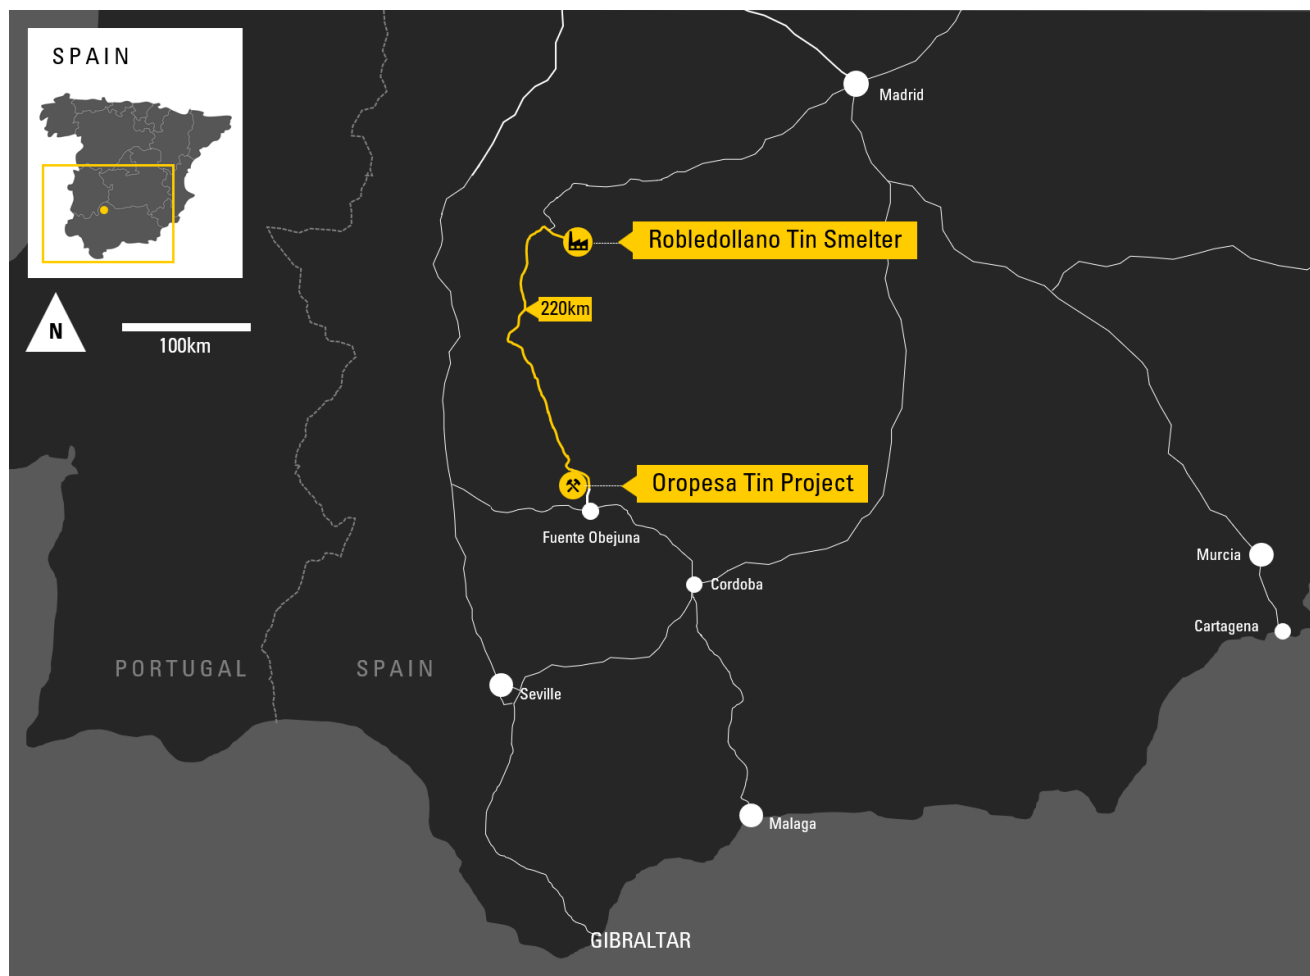 SPAIN
Madrid
Robledollano Tin Smelter
220km
N
100km
Oropesa Tin Project
Fuente Obejuna
Murcia
Cordoba
Cartagena
PORTUGAL
SPAIN
Seville
Malaga
GIBRALTAR